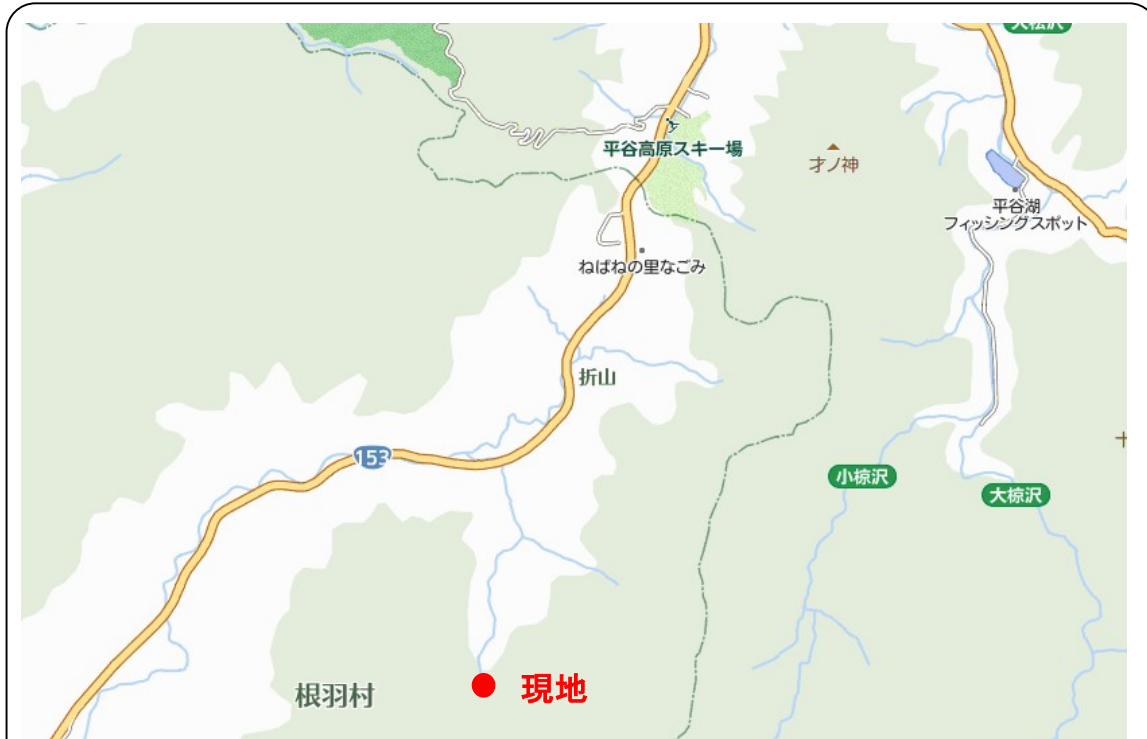 大椋沢
平谷高原スキー場
才ノ神
平谷湖
フィッシングスポット
ねばねの里なごみ
折山
153
小椋沢
大椋沢
根羽村
現地